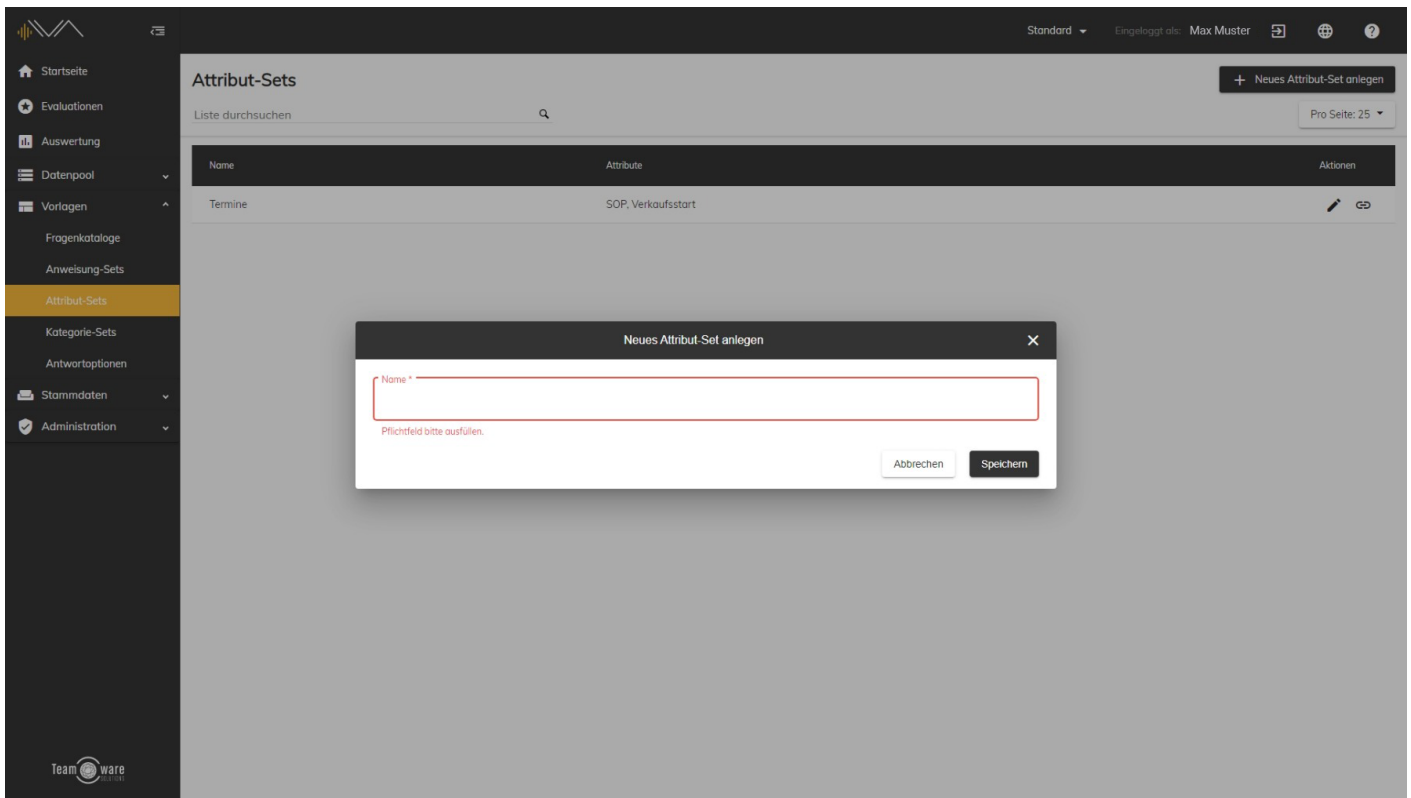 Standard
Eingeloggt als: Max Muster
Startseite
Evaluationen
Auswertung
Datenpool
Vorlagen
Fragenkataloge
Anweisung-Sets
Attribut-Sets
Kategorie-Sets
Antwortoptionen
Stammdaten
Administration
Team ware
SOLUTIONS
Attribut-Sets
+ Neues Attribut-Set anlegen
Liste durchsuchen
Pro Seite: 25
Name Attribute Aktionen
Termine SOP, Verkaufsstart
Neues Attribut-Set anlegen
Name *
Pflichtfeld bitte ausfüllen.
Abbrechen Speichern